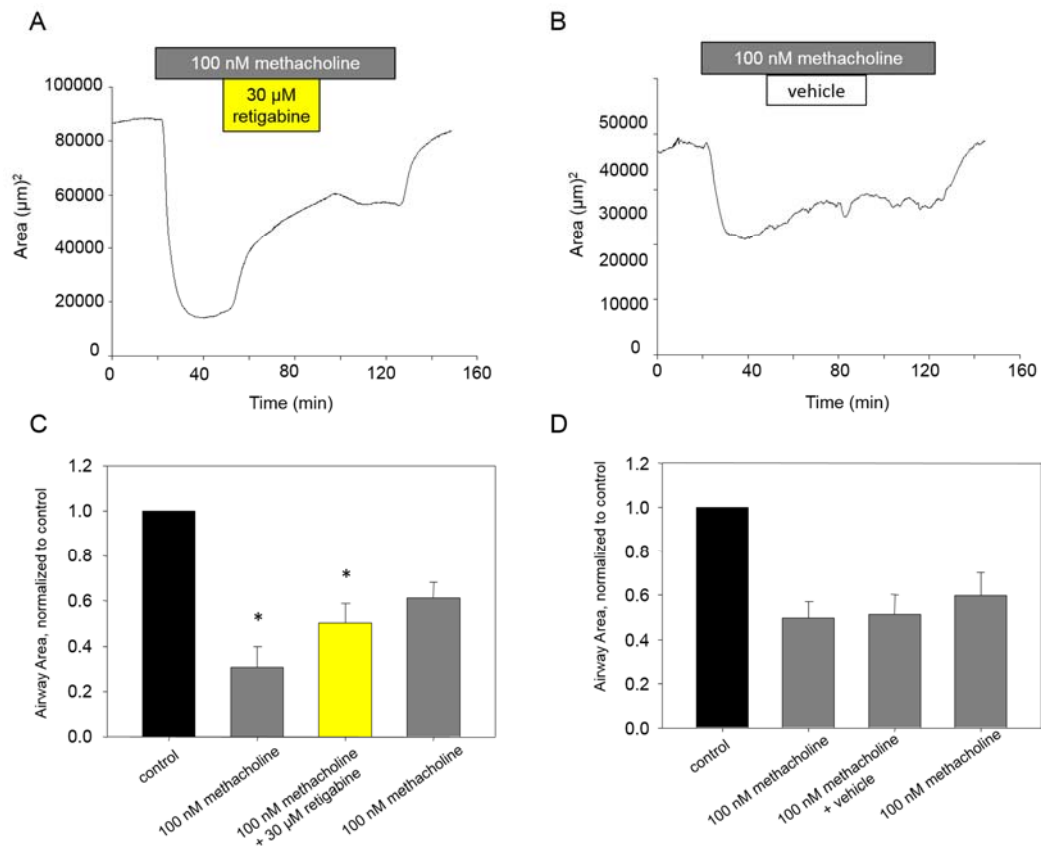 A
100 nM methacholine
30 µM
retigabine
100000
80000
60000
40000
20000
0
Area (µm)²
0
40
80
120
160
Time (min)
B
100 nM methacholine
vehicle
50000
40000
30000
20000
10000
0
Area (µm)²
0
40
80
120
160
Time (min)
C
1.2
1.0
0.8
0.6
0.4
0.2
0.0
Airway Area, normalized to control
*
*
control
100 nM methacholine
100 nM methacholine
+ 30 µM retigabine
100 nM methacholine
D
1.2
1.0
0.8
0.6
0.4
0.2
0.0
Airway Area, normalized to control
control
100 nM methacholine
100 nM methacholine
+ vehicle
100 nM methacholine